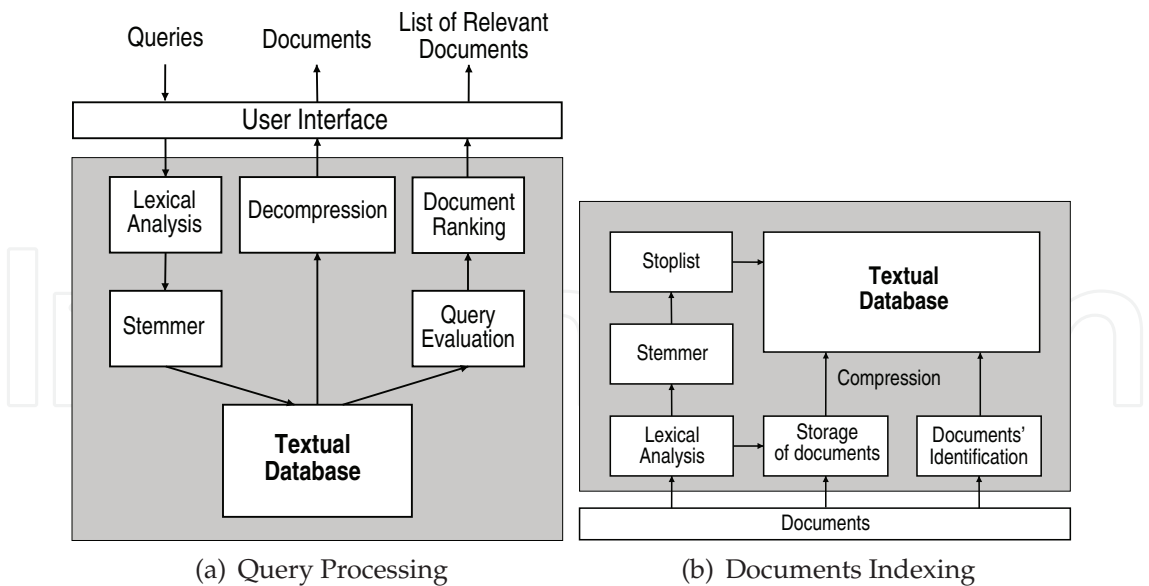 Queries
Documents
List of Relevant
Documents
User Interface
Lexical
Analysis
Decompression
Document
Ranking
Stemmer
Query
Evaluation
Textual
Database
(a) Query Processing
Stoplist
Textual
Database
Stemmer
Compression
Lexical
Analysis
Storage
of documents
Documents'
Identification
Documents
(b) Documents Indexing